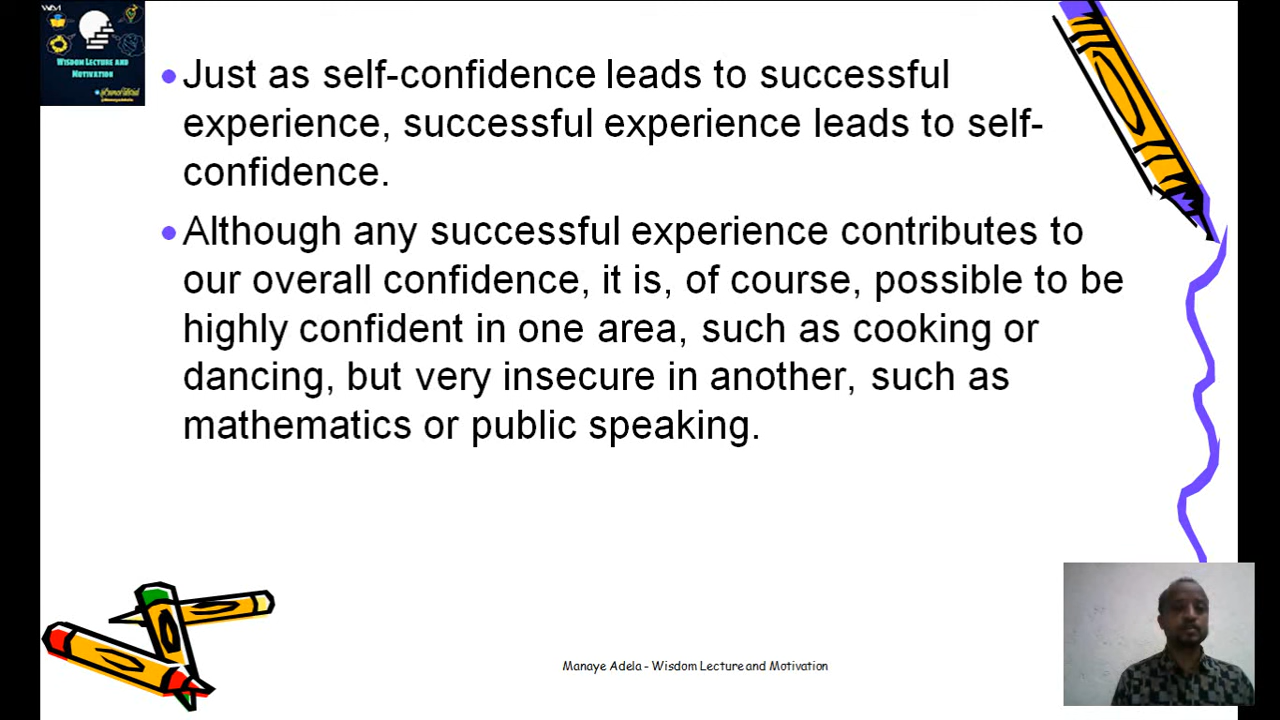 WISDOM LECTURE AND
MOTIVATION
• Just as self-confidence leads to successful
experience, successful experience leads to self-
confidence.
• Although any successful experience contributes to
our overall confidence, it is, of course, possible to be
highly confident in one area, such as cooking or
dancing, but very insecure in another, such as
mathematics or public speaking.
Manaye Adela - Wisdom Lecture and Motivation